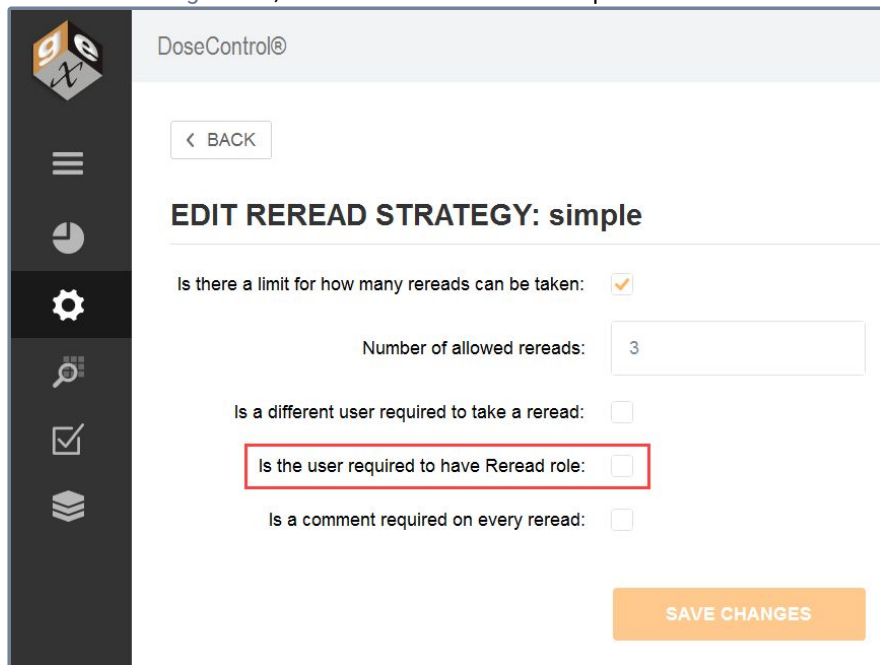 gex
DoseControl®
< BACK
EDIT REREAD STRATEGY: simple
Is there a limit for how many rereads can be taken:
Number of allowed rereads: 3
Is a different user required to take a reread:
Is the user required to have Reread role:
Is a comment required on every reread:
SAVE CHANGES